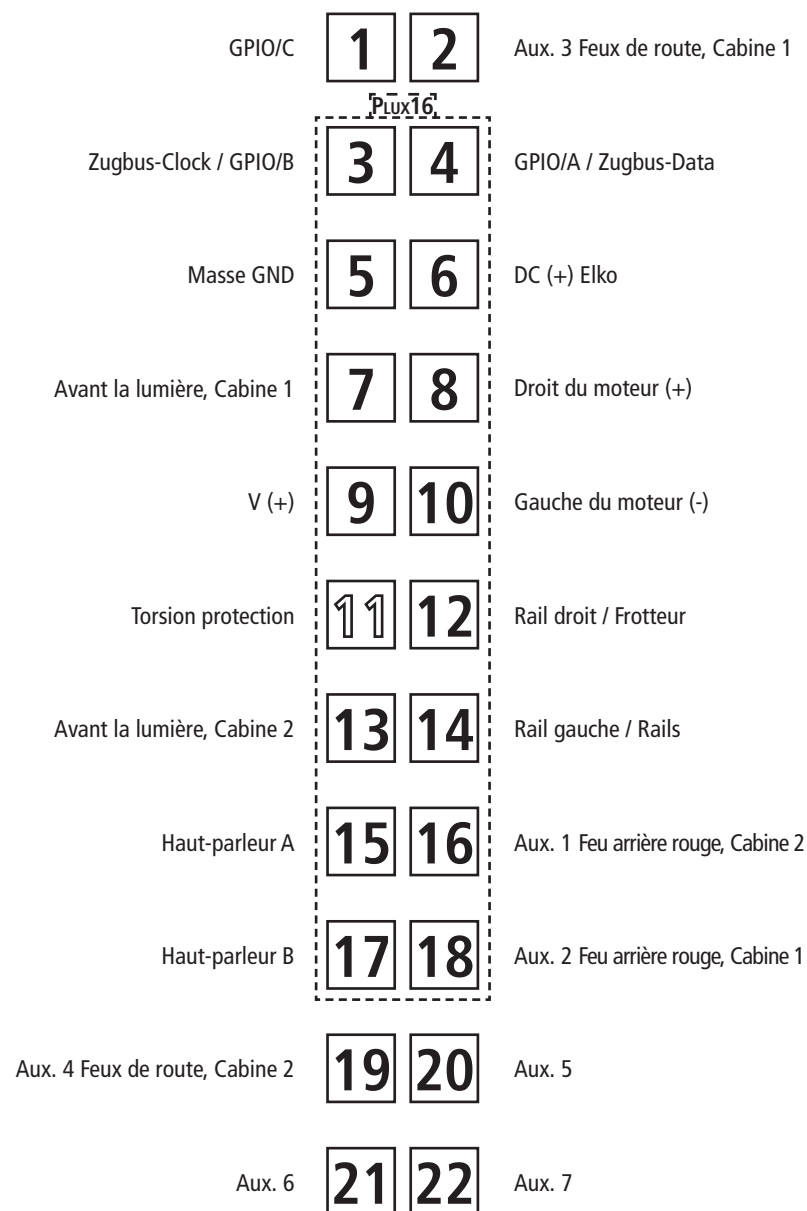 GPIO/C 1 2 Aux. 3 Feux de route, Cabine 1
PLUX16
Zugbus-Clock / GPIO/B 3 4 GPIO/A / Zugbus-Data
Masse GND 5 6 DC (+) Elko
Avant la lumière, Cabine 1 7 8 Droit du moteur (+)
V (+) 9 10 Gauche du moteur (-)
Torsion protection 11 12 Rail droit / Frotteur
Avant la lumière, Cabine 2 13 14 Rail gauche / Rails
Haut-parleur A 15 16 Aux. 1 Feu arrière rouge, Cabine 2
Haut-parleur B 17 18 Aux. 2 Feu arrière rouge, Cabine 1
Aux. 4 Feux de route, Cabine 2 19 20 Aux. 5
Aux. 6 21 22 Aux. 7